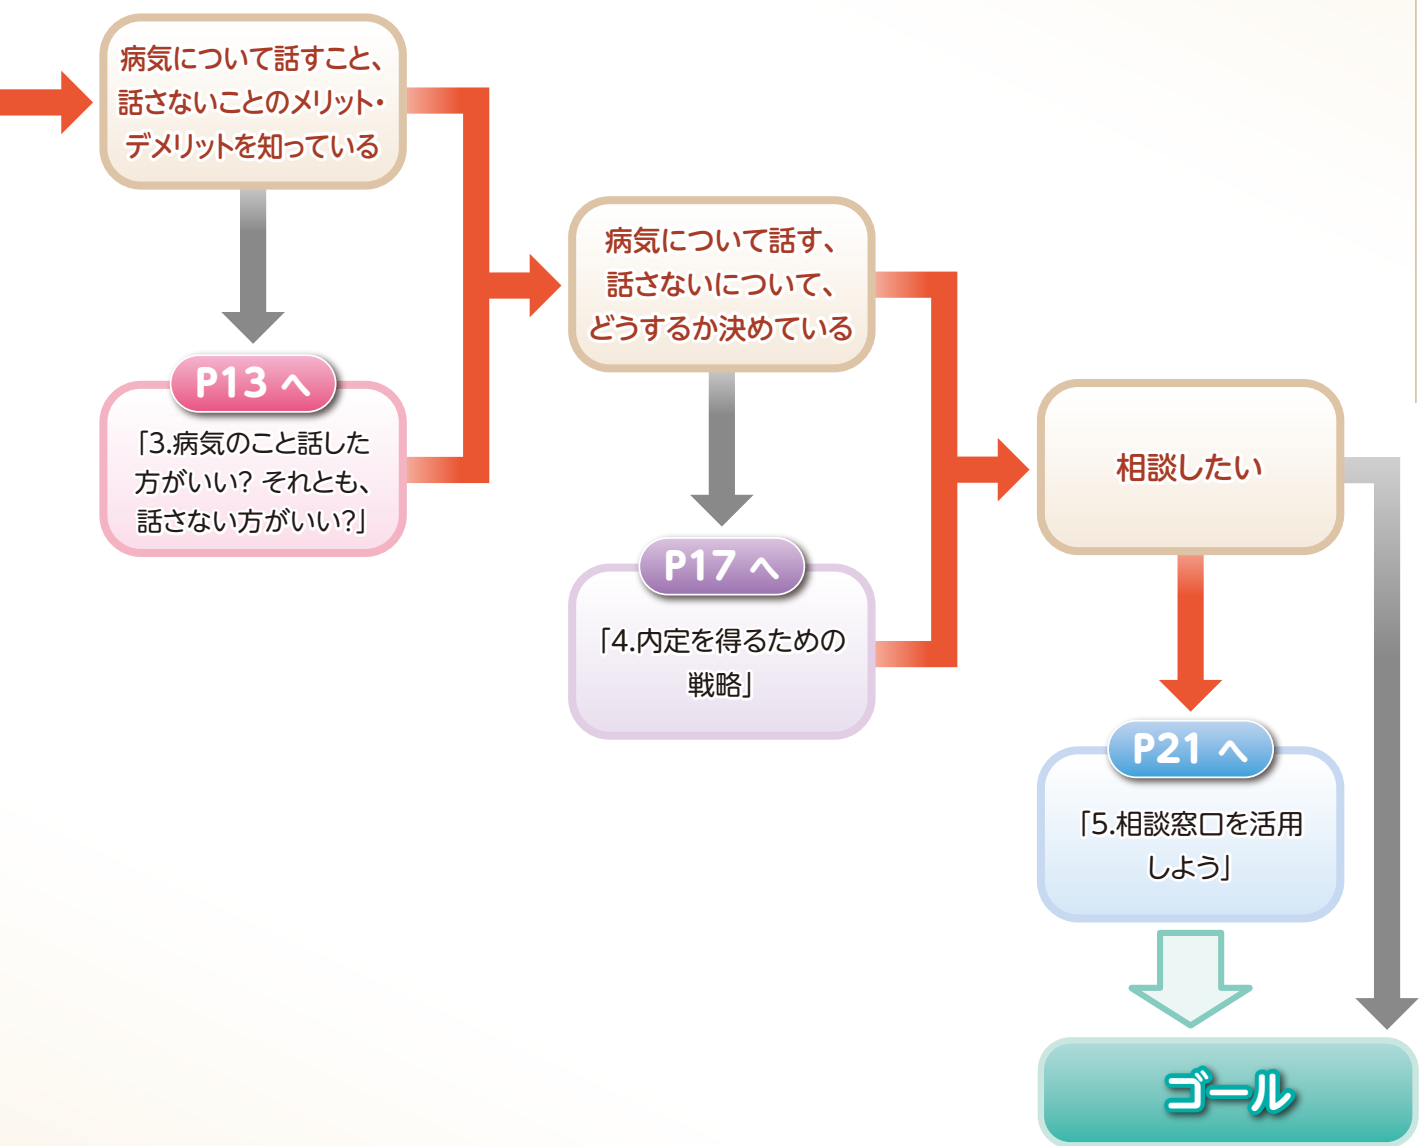 病気について話すこと、
話さないことのメリット・
デメリットを知っている
P13 へ
「3.病気のこと話した
方がいい? それとも、
話さない方がいい?」
病気について話す、
話さないについて、
どうするか決めている
P17 へ
「4.内定を得るための
戦略」
相談したい
P21 へ
「5.相談窓口を活用
しよう」
ゴール